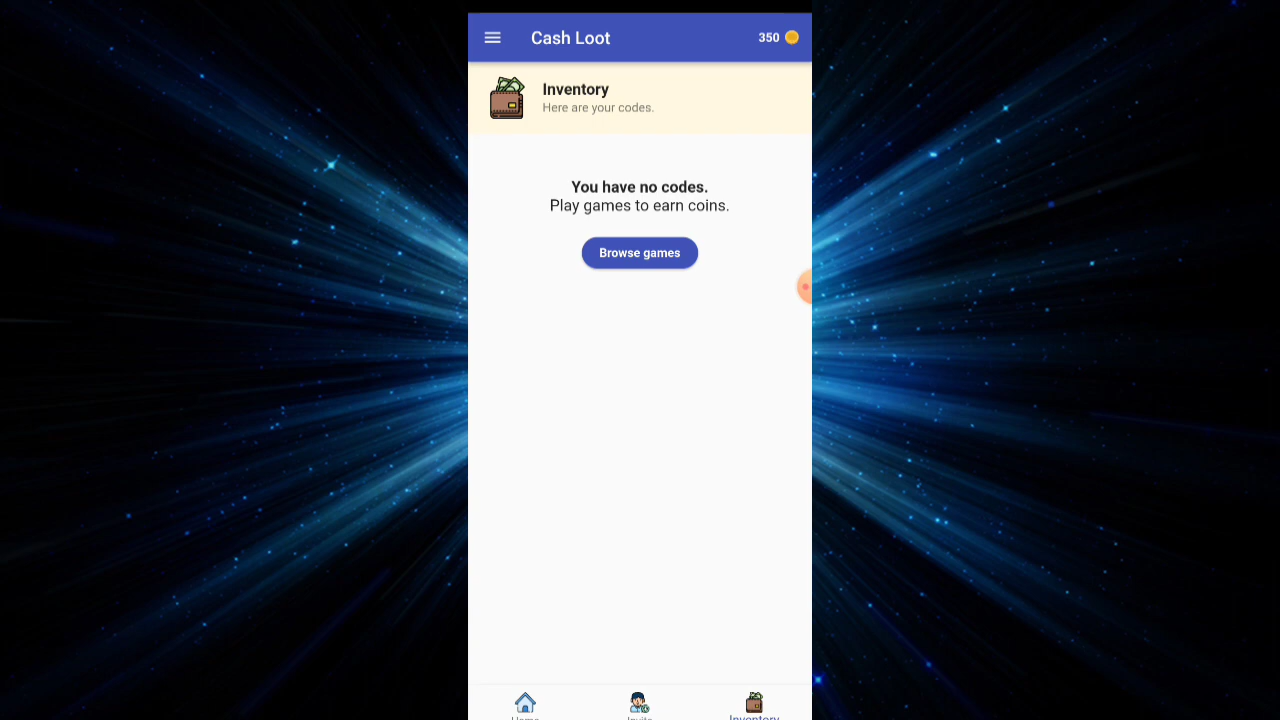 Cash Loot
350
Inventory
Here are your codes.
You have no codes.
Play games to earn coins.
Browse games
Home
Invite
Inventory